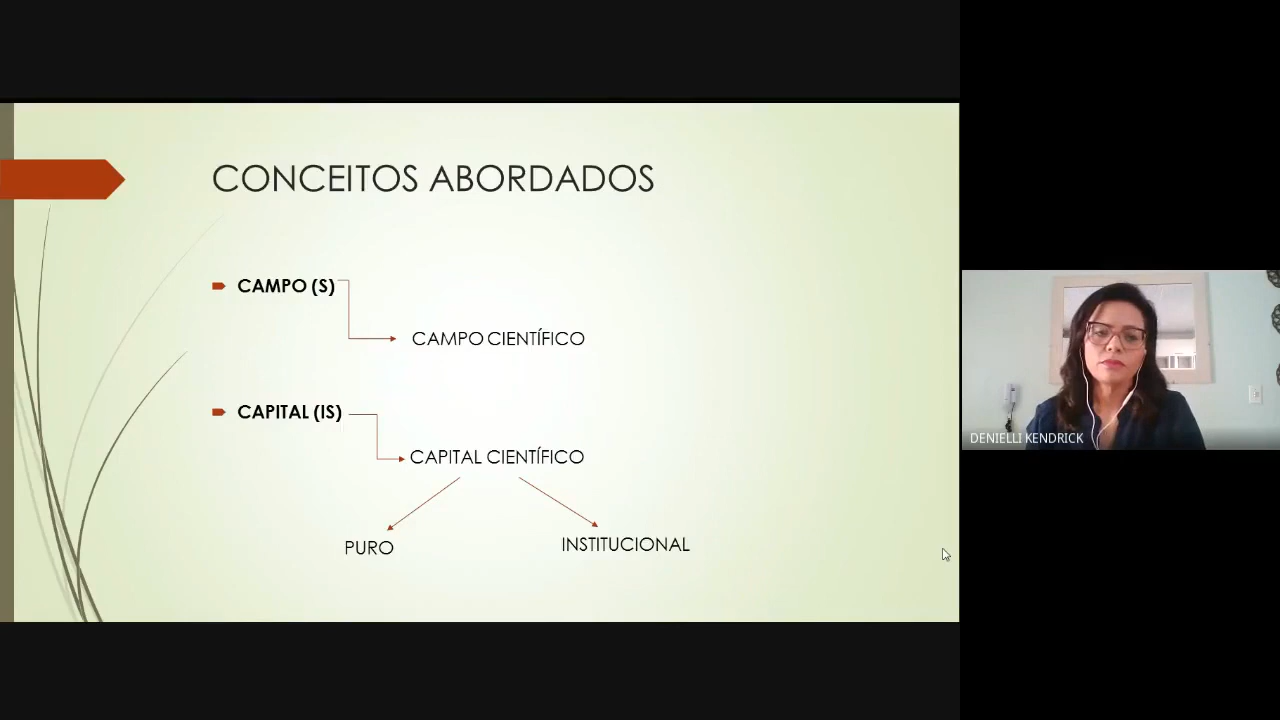 CONCEITOS ABORDADOS
CAMPO (S)
CAMPO CIENTÍFICO
CAPITAL (IS)
CAPITAL CIENTÍFICO
PURO
INSTITUCIONAL
DENIELLI KENDRICK